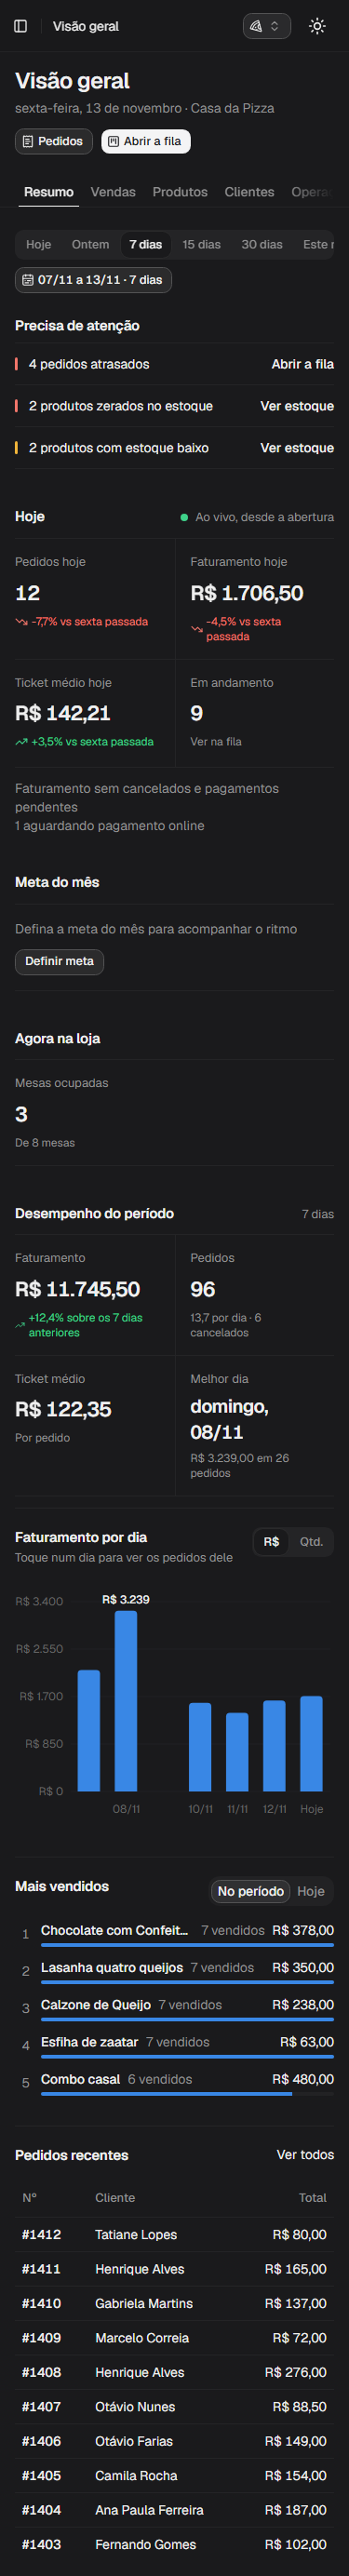 Visão geral
Visão geral
sexta-feira, 13 de novembro · Casa da Pizza
Pedidos
Abrir a fila
Resumo Vendas Produtos Clientes Opera
Hoje Ontem 7 dias 15 dias 30 dias Este
07/11 a 13/11 · 7 dias
Precisa de atenção
4 pedidos atrasados Abrir a fila
2 produtos zerados no estoque Ver estoque
2 produtos com estoque baixo Ver estoque
Hoje Ao vivo, desde a abertura
Pedidos hoje
12
-7,7% vs sexta passada
Faturamento hoje
R$ 1.706,50
-4,5% vs sexta
passada
Ticket médio hoje
R$ 142,21
+3,5% vs sexta passada
Em andamento
9
Ver na fila
Faturamento sem cancelados e pagamentos
pendentes
1 aguardando pagamento online
Meta do mês
Defina a meta do mês para acompanhar o ritmo
Definir meta
Agora na loja
Mesas ocupadas
3
De 8 mesas
Desempenho do período 7 dias
Faturamento
R$ 11.745,50
+12,4% sobre os 7 dias
anteriores
Pedidos
96
13,7 por dia · 6
cancelados
Ticket médio
R$ 122,35
Por pedido
Melhor dia
domingo,
08/11
R$ 3.239,00 em 26
pedidos
Faturamento por dia
Toque num dia para ver os pedidos dele
R$ Qtd.
R$ 3.239
R$ 3.400
R$ 2.550
R$ 1.700
R$ 850
R$ 0
08/11 10/11 11/11 12/11 Hoje
Mais vendidos No período Hoje
1 Chocolate com Confeit... 7 vendidos R$ 378,00
2 Lasanha quatro queijos 7 vendidos R$ 350,00
3 Calzone de Queijo 7 vendidos R$ 238,00
4 Esfiha de zaatar 7 vendidos R$ 63,00
5 Combo casal 6 vendidos R$ 480,00
Pedidos recentes Ver todos
Nº Cliente Total
#1412 Tatiane Lopes R$ 80,00
#1411 Henrique Alves R$ 165,00
#1410 Gabriela Martins R$ 137,00
#1409 Marcelo Correia R$ 72,00
#1408 Henrique Alves R$ 276,00
#1407 Otávio Nunes R$ 88,50
#1406 Otávio Farias R$ 149,00
#1405 Camila Rocha R$ 154,00
#1404 Ana Paula Ferreira R$ 187,00
#1403 Fernando Gomes R$ 102,00